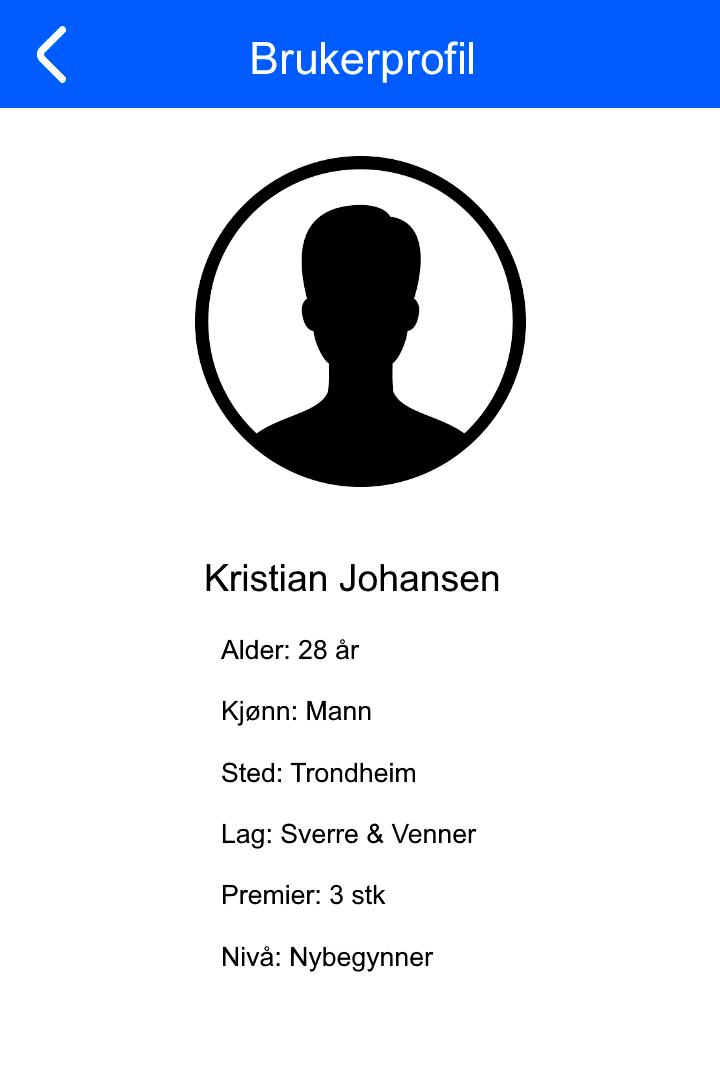 Brukerprofil
Kristian Johansen
Alder: 28 år
Kjønn: Mann
Sted: Trondheim
Lag: Sverre & Venner
Premier: 3 stk
Nivå: Nybegynner